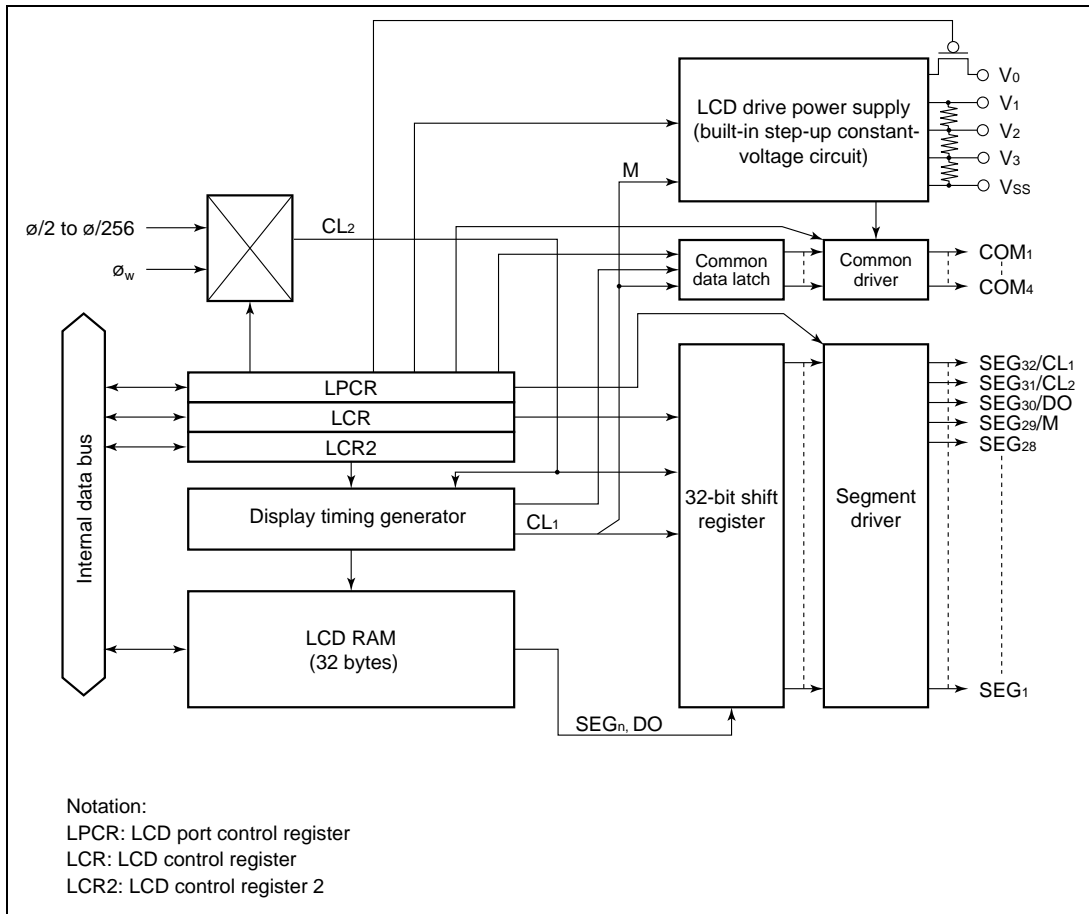 V0
V1
LCD drive power supply
(built-in step-up constant-
voltage circuit)
V2
V3
VSS
M
ø/2 to ø/256
CL2
øw
Common
data latch
Common
driver
COM1
COM4
Internal data bus
LPCR
LCR
LCR2
Display timing generator
CL1
LCD RAM
(32 bytes)
SEGn, DO
32-bit shift
register
Segment
driver
SEG32/CL1
SEG31/CL2
SEG30/DO
SEG29/M
SEG28
SEG1
Notation:
LPCR: LCD port control register
LCR: LCD control register
LCR2: LCD control register 2